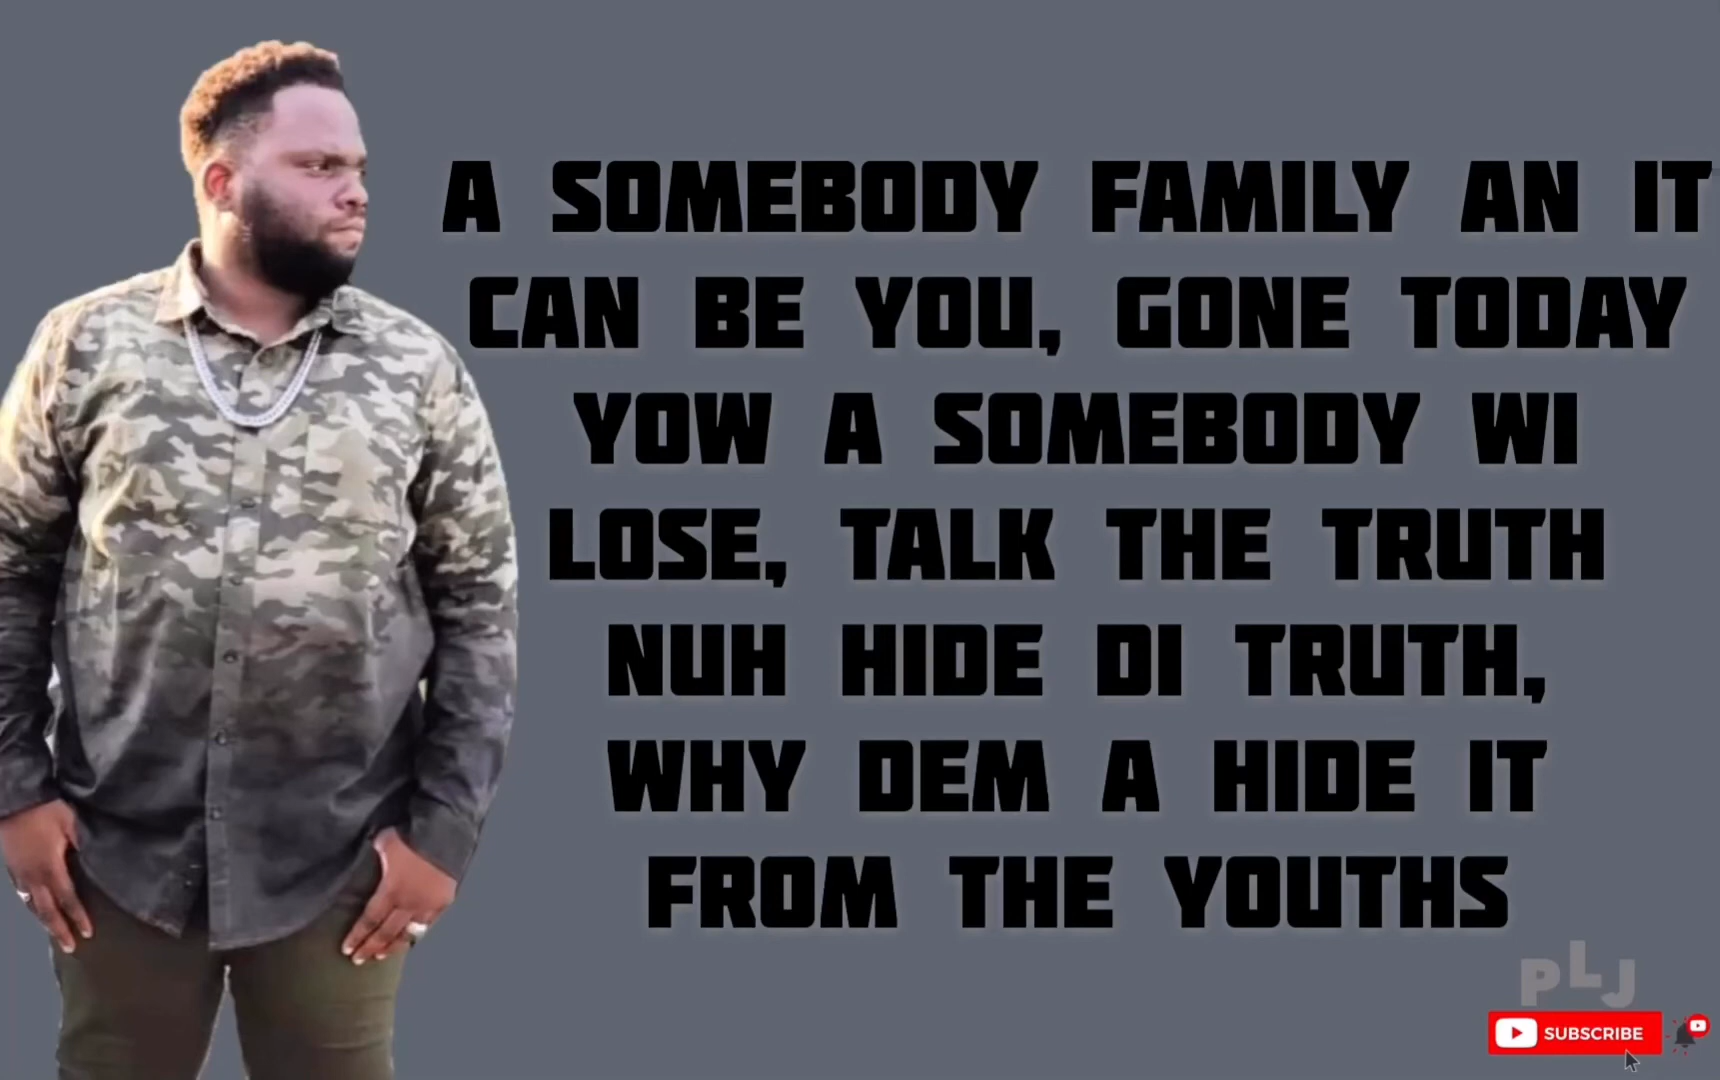 A SOMEBODY FAMILY AN IT
CAN BE YOU, GONE TODAY
YOW A SOMEBODY WI
LOSE, TALK THE TRUTH
NUH HIDE DI TRUTH,
WHY DEM A HIDE IT
FROM THE YOUTHS
PLJ
SUBSCRIBE